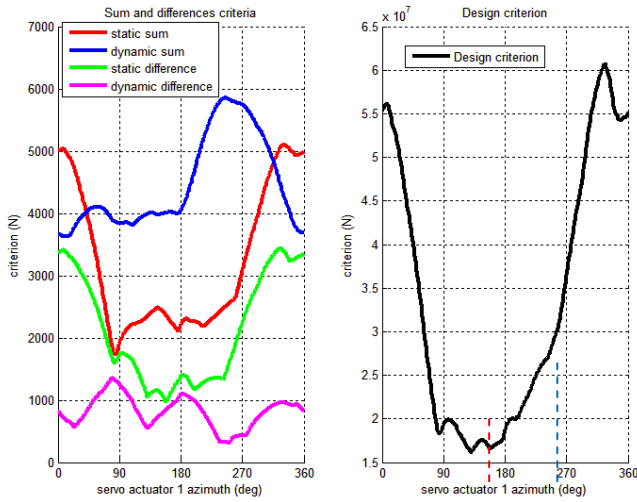 Sum and differences criteria
7000
6000
5000
4000
3000
2000
1000
0
criterion (N)
static sum
dynamic sum
static difference
dynamic difference
0 90 180 270 360
servo actuator 1 azimuth (deg)
Design criterion
x 10^7
6.5
6
5.5
5
4.5
4
3.5
3
2.5
2
1.5
criterion (N)
Design criterion
0 90 180 270 360
servo actuator 1 azimuth (deg)